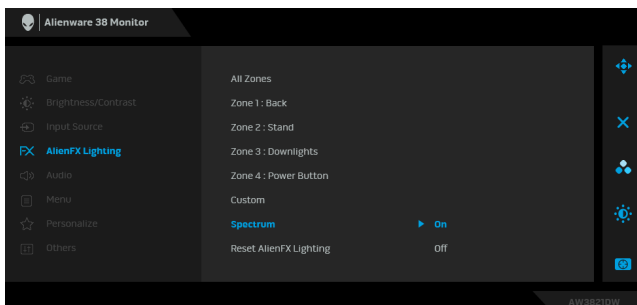 Alienware 38 Monitor
Game
Brightness/Contrast
Input Source
FX AlienFX Lighting
Audio
Menu
Personalize
Others
All Zones
Zone 1 : Back
Zone 2 : Stand
Zone 3 : Downlights
Zone 4 : Power Button
Custom
Spectrum On
Reset AlienFX Lighting Off
AW3821DW